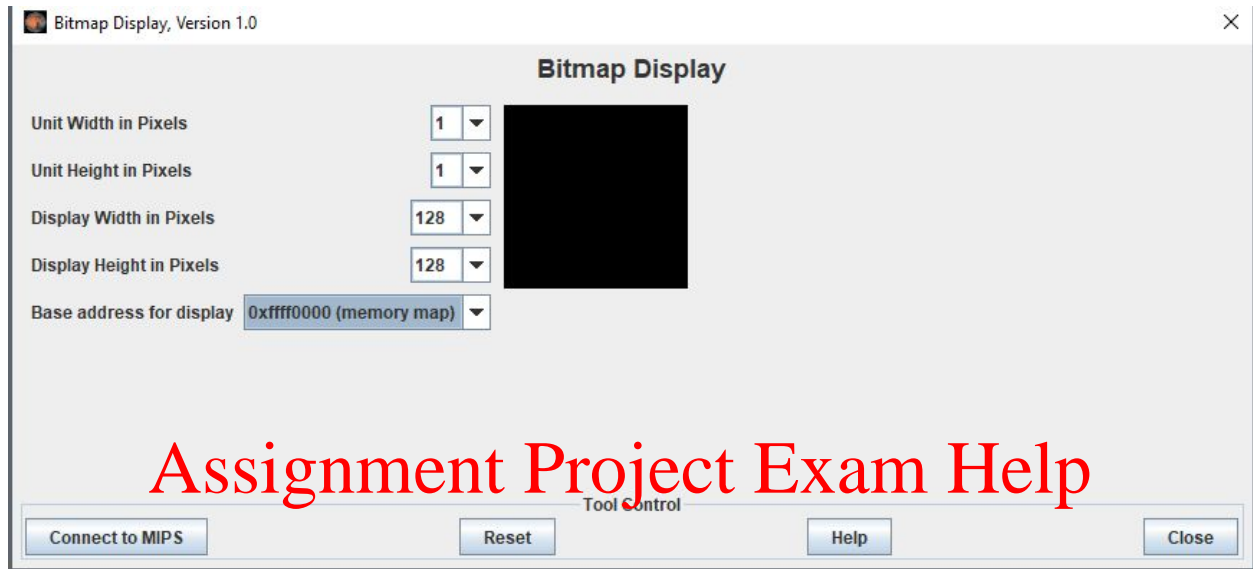 Bitmap Display, Version 1.0
Bitmap Display
Unit Width in Pixels 1
Unit Height in Pixels 1
Display Width in Pixels 128
Display Height in Pixels 128
Base address for display 0xffff0000 (memory map)
Assignment Project Exam Help
Tool Control
Connect to MIPS Reset Help Close